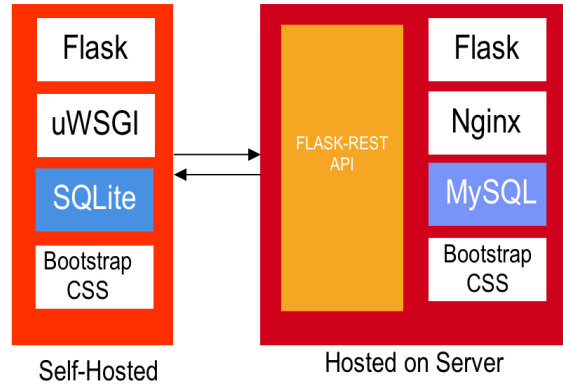 Flask
uWSGI
SQLite
Bootstrap
CSS
Self-Hosted
FLASK-REST
API
Flask
Nginx
MySQL
Bootstrap
CSS
Hosted on Server